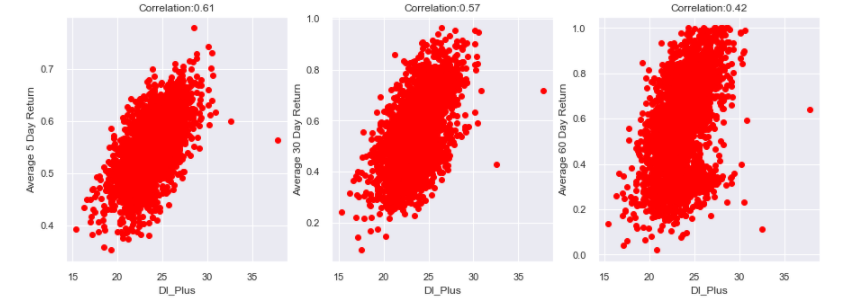 Correlation:0.61
Average 5 Day Return
0.7
0.6
0.5
0.4
15 20 25 30 35
DI_Plus
Correlation:0.57
Average 30 Day Return
1.0
0.8
0.6
0.4
0.2
15 20 25 30 35
DI_Plus
Correlation:0.42
Average 60 Day Return
1.0
0.8
0.6
0.4
0.2
0.0
15 20 25 30 35
DI_Plus